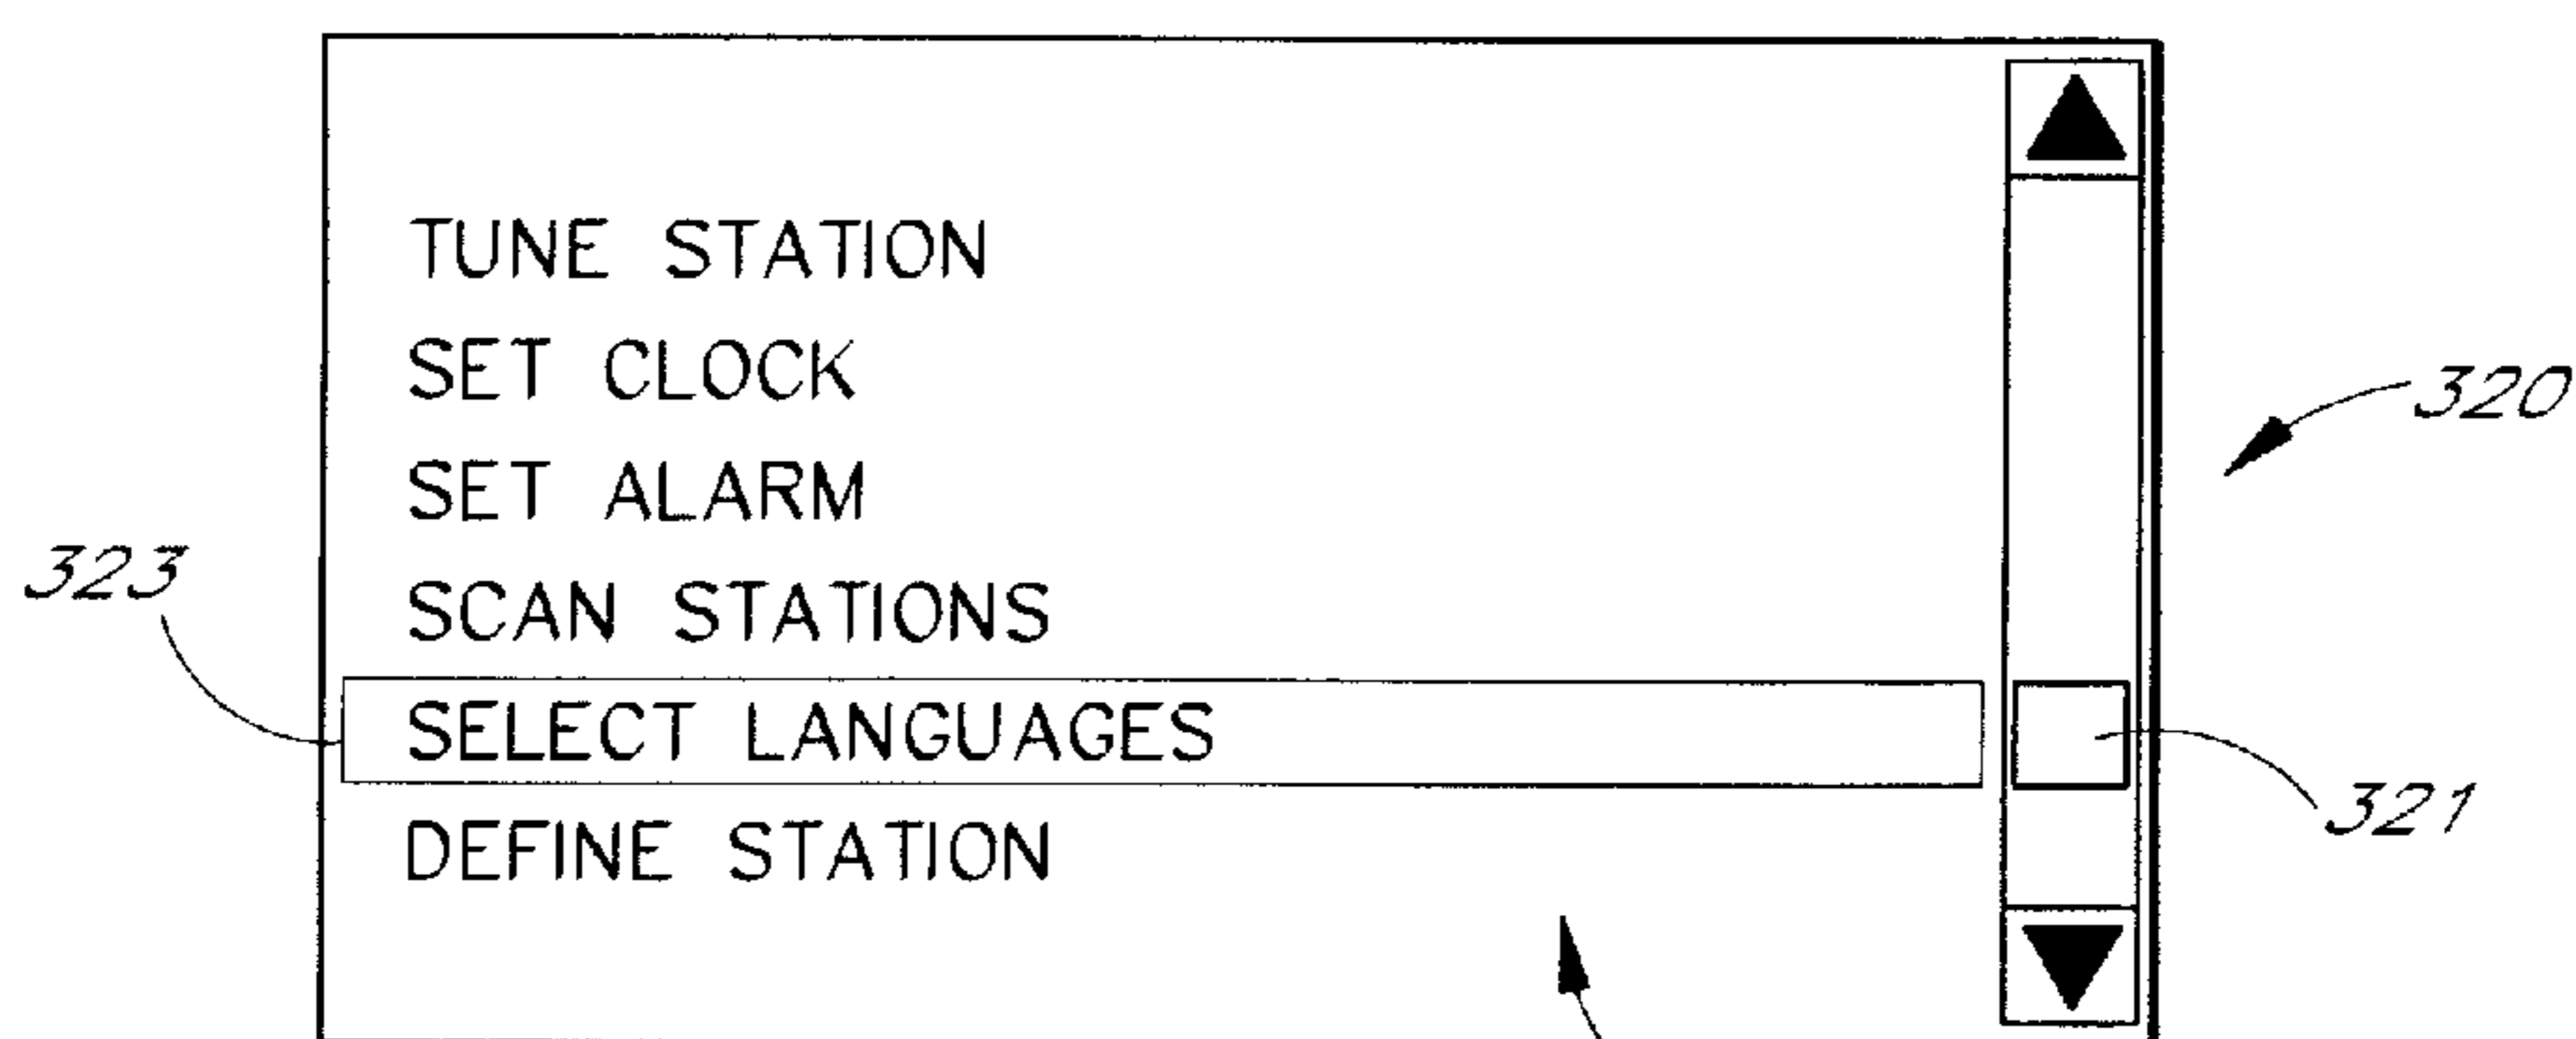 TUNE STATION
SET CLOCK
320
SET ALARM
323
SCAN STATIONS
SELECT LANGUAGES
321
DEFINE STATION